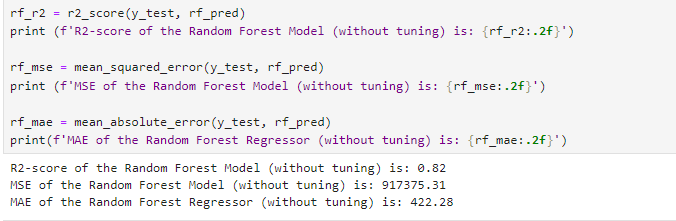 rf_r2 = r2_score(y_test, rf_pred)
print (f'R2-score of the Random Forest Model (without tuning) is: {rf_r2:.2f}')
rf_mse = mean_squared_error(y_test, rf_pred)
print (f'MSE of the Random Forest Model (without tuning) is: {rf_mse:.2f}')
rf_mae = mean_absolute_error(y_test, rf_pred)
print(f'MAE of the Random Forest Regressor (without tuning) is: {rf_mae:.2f}')
R2-score of the Random Forest Model (without tuning) is: 0.82
MSE of the Random Forest Model (without tuning) is: 917375.31
MAE of the Random Forest Regressor (without tuning) is: 422.28